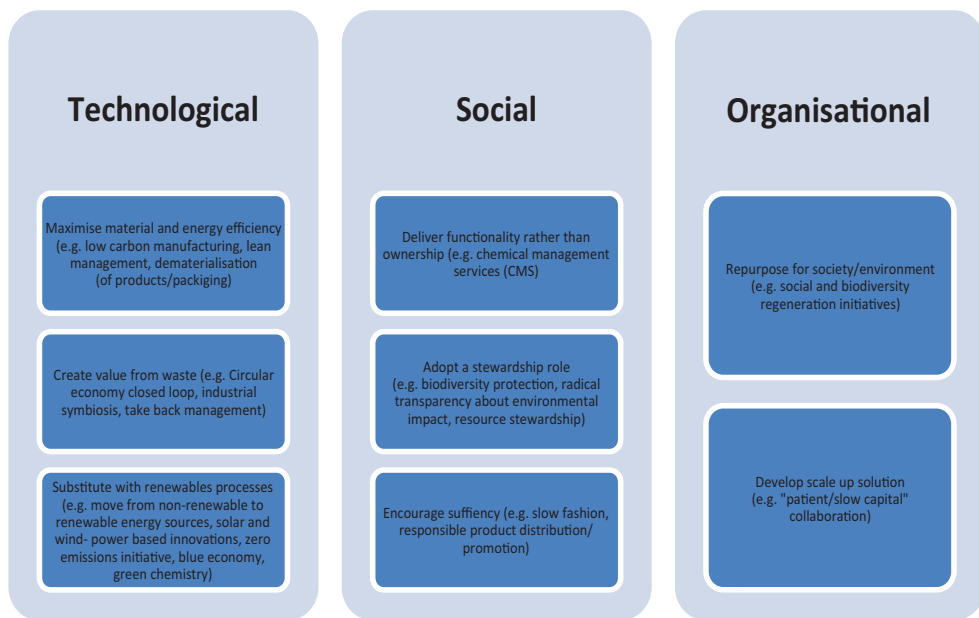 Technological
Maximise material and energy efficiency
(e.g. low carbon manufacturing, lean
management, dematerialisation
(of products/packiging)
Create value from waste (e.g. Circular
economy closed loop, industrial
symbiosis, take back management)
Substitute with renewables processes
(e.g. move from non-renewable to
renewable energy sources, solar and
wind- power based innovations, zero
emissions initiative, blue economy,
green chemistry)
Social
Deliver functionality rather than
ownership (e.g. chemical management
services (CMS)
Adopt a stewardship role
(e.g. biodiversity protection, radical
transparency about environmental
impact, resource stewardship)
Encourage suffiency (e.g. slow fashion,
responsible product distribution/
promotion)
Organisational
Repurpose for society/environment
(e.g. social and biodiversity
regeneration initiatives)
Develop scale up solution
(e.g. "patient/slow capital"
collaboration)